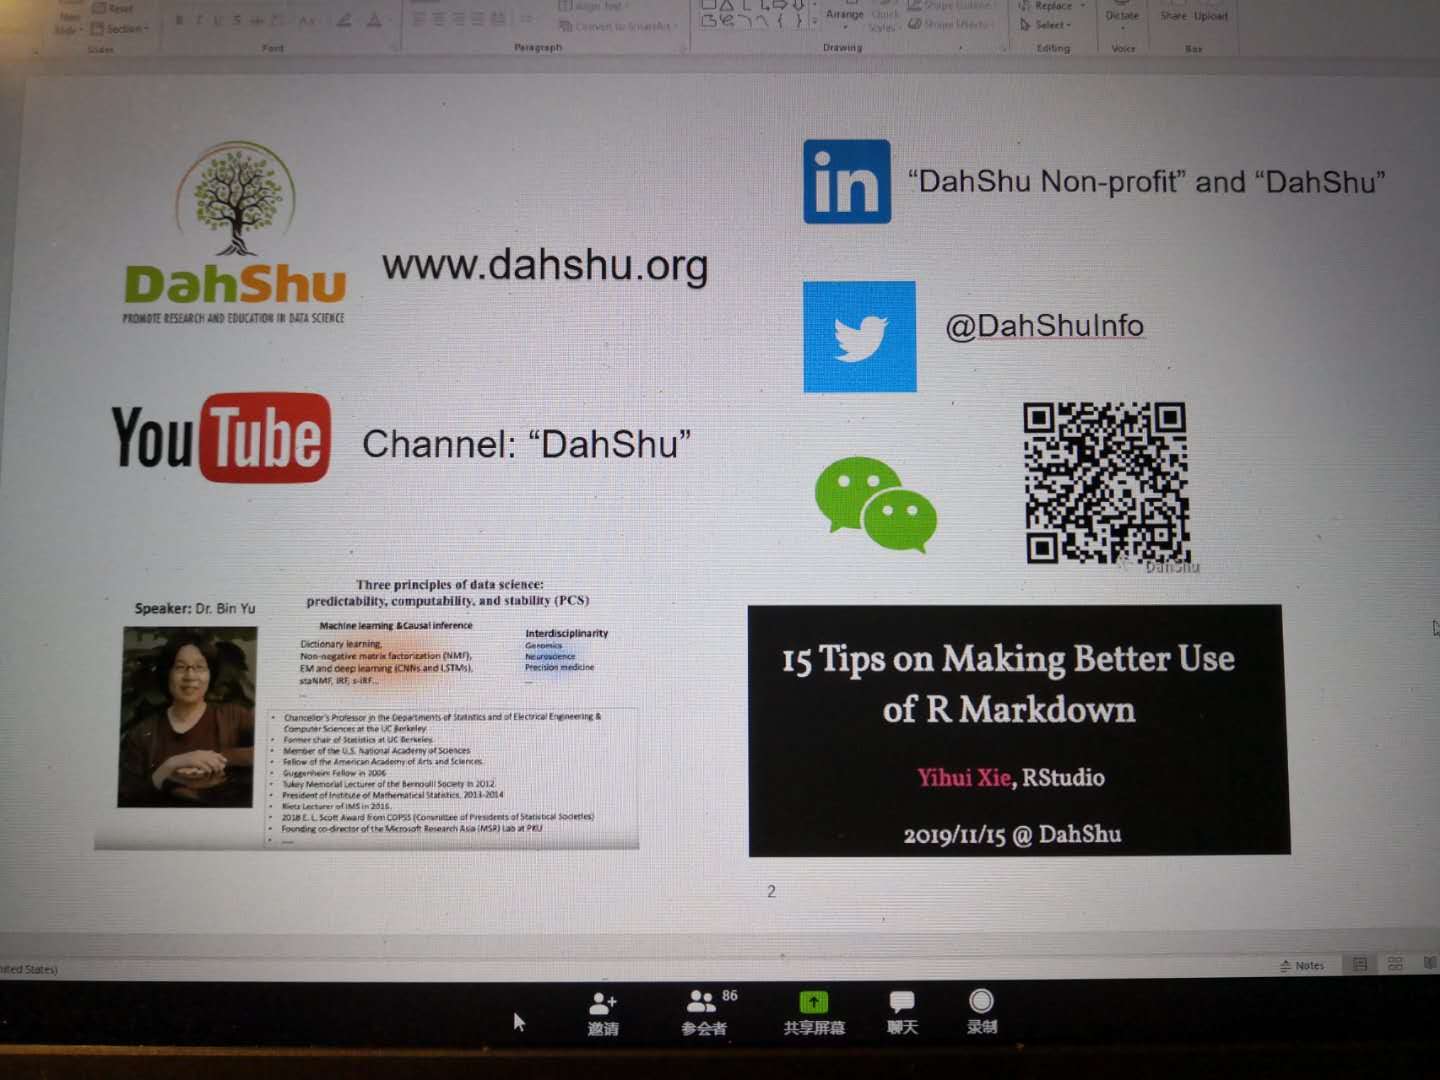 Reset
Section
Slides
Font
Convert to SmartArt
Paragraph
Arrange
Quick
Styles
Shape Outline
Shape Effects
Drawing
Replace
Select
Editing
Dictate
Voice
Share Upload
Box
DahShu
PROMOTE RESEARCH AND EDUCATION IN DATA SCIENCE
www.dahshu.org
in
“DahShu Non-profit” and “DahShu”
@DahShuInfo
YouTube
Channel: “DahShu”
DahShu
Speaker: Dr. Bin Yu
Three principles of data science:
predictability, computability, and stability (PCS)
Machine learning &Causal inference
Dictionary learning,
Non-negative matrix factorization (NMF),
EM and deep learning (CNNs and LSTMs),
staNMF, iRF, s-iRF...
...
Interdisciplinarity
Genomics
Neuroscience
Precision medicine
...
• Chancellor's Professor in the Departments of Statistics and of Electrical Engineering &
Computer Sciences at the UC Berkeley
• Former chair of Statistics at UC Berkeley
• Member of the U.S. National Academy of Sciences
• Fellow of the American Academy of Arts and Sciences
• Guggenheim Fellow in 2006
• Tukey Memorial Lecturer of the Bernoulli Society in 2012
• President of Institute of Mathematical Statistics, 2013-2014
• Rietz Lecturer of IMS in 2016.
• 2018 E. L. Scott Award from COPSS (Committee of Presidents of Statistical Societies)
• Founding co-director of the Microsoft Research Asia (MSR) Lab at PKU
• ......
15 Tips on Making Better Use
of R Markdown
Yihui Xie, RStudio
2019/11/15 @ DahShu
2
States)
Notes
86
邀请
参会者
共享屏幕
聊天
录制